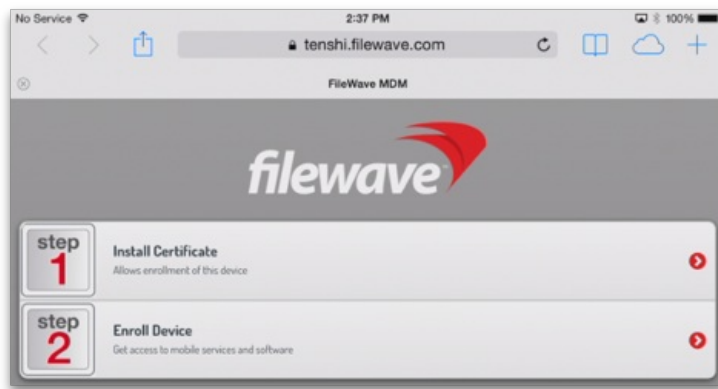 No Service 2:37 PM 100%
tenshi.filewave.com
FileWave MDM
filewave
step 1
Install Certificate
Allows enrollment of this device
step 2
Enroll Device
Get access to mobile services and software